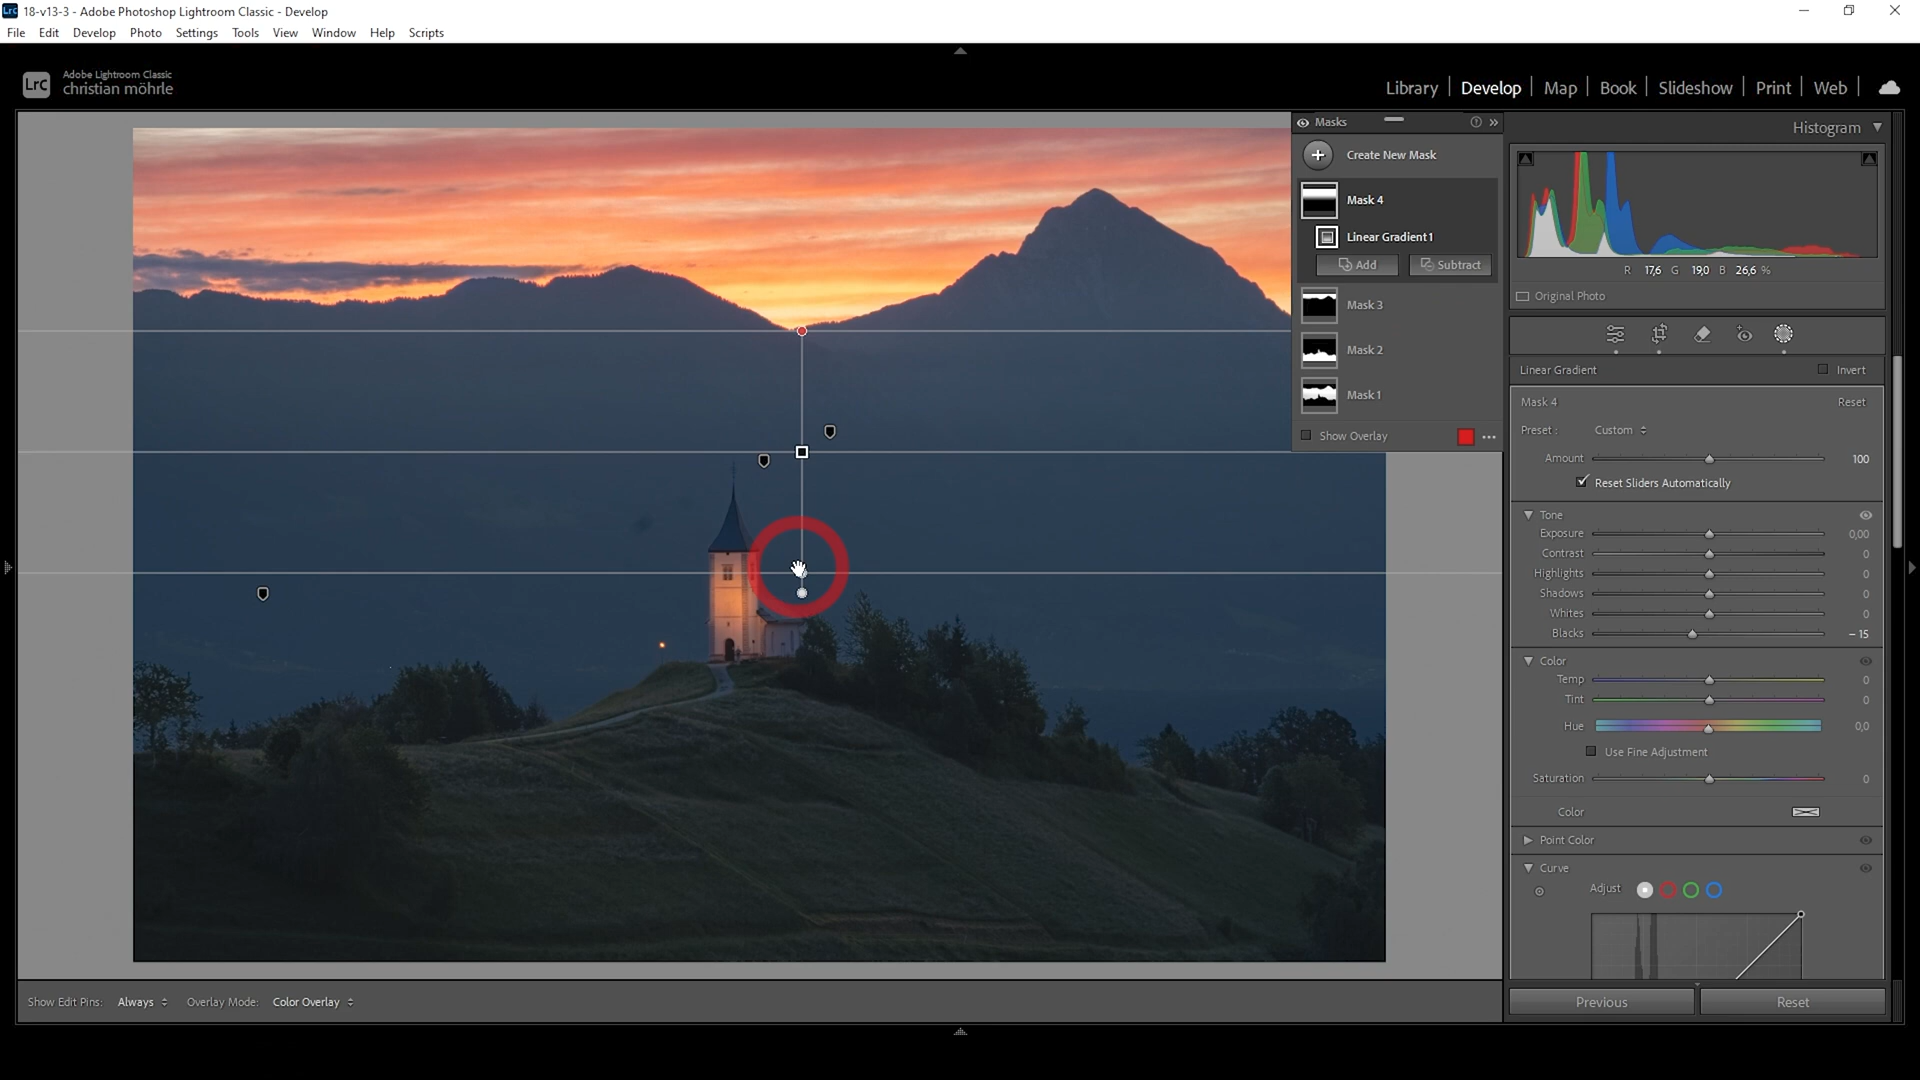 Lrc 18-v13-3 - Adobe Photoshop Lightroom Classic - Develop
File Edit Develop Photo Settings Tools View Window Help Scripts
LrC
Adobe Lightroom Classic
christian möhrle
Library Develop Map Book Slideshow Print Web
Masks
Create New Mask
Mask 4
Linear Gradient 1
Add Subtract
Mask 3
Mask 2
Mask 1
Show Overlay
Histogram
R 17,6 G 19,0 B 26,6 %
Original Photo
Linear Gradient Invert
Mask 4 Reset
Preset : Custom
Amount 100
Reset Sliders Automatically
Tone
Exposure 0,00
Contrast 0
Highlights 0
Shadows 0
Whites 0
Blacks – 15
Color
Temp 0
Tint 0
Hue 0,0
Use Fine Adjustment
Saturation 0
Color
Point Color
Curve
Adjust
Show Edit Pins: Always Overlay Mode: Color Overlay
Previous Reset